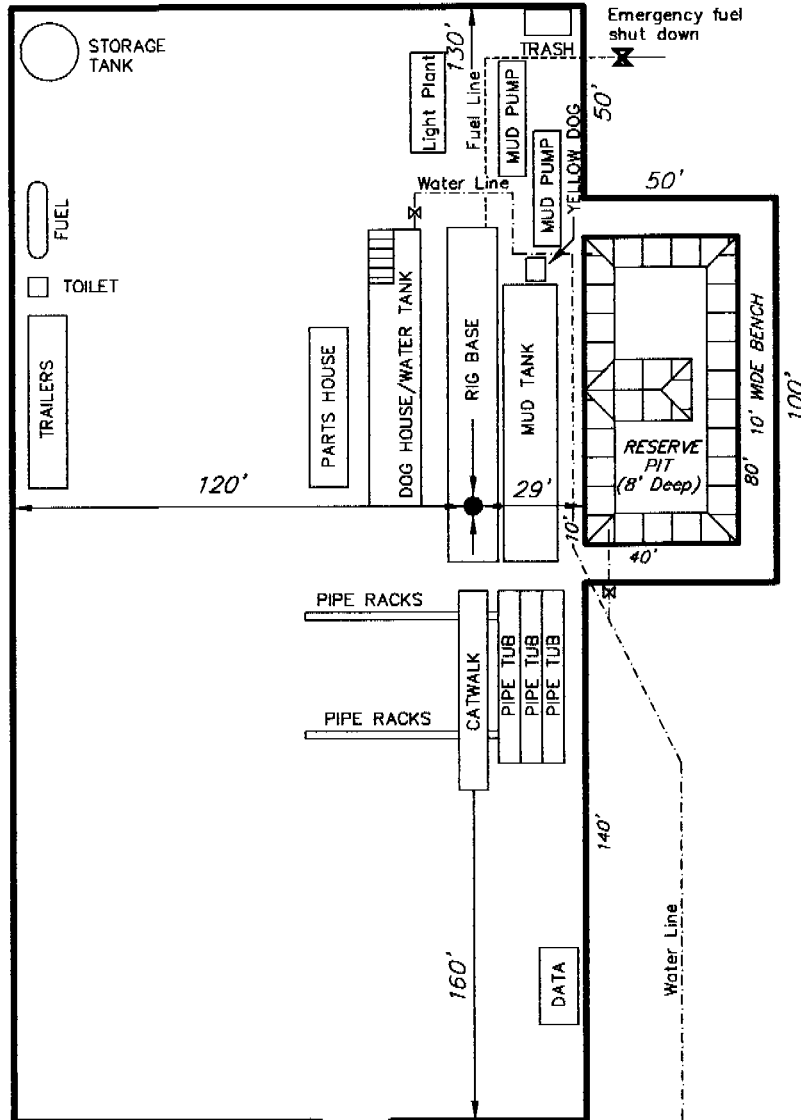 STORAGE
TANK
130'
TRASH
Emergency fuel
shut down
Light Plant
Fuel Line
MUD PUMP
MUD PUMP
YELLOW DOG
50'
50'
Water Line
FUEL
TOILET
TRAILERS
PARTS HOUSE
DOG HOUSE/WATER TANK
RIG BASE
MUD TANK
RESERVE
PIT
(8' Deep)
80'
10' WIDE BENCH
100'
120'
29'
10'
40'
PIPE RACKS
PIPE RACKS
CATWALK
PIPE TUB
PIPE TUB
PIPE TUB
140'
160'
DATA
Water Line